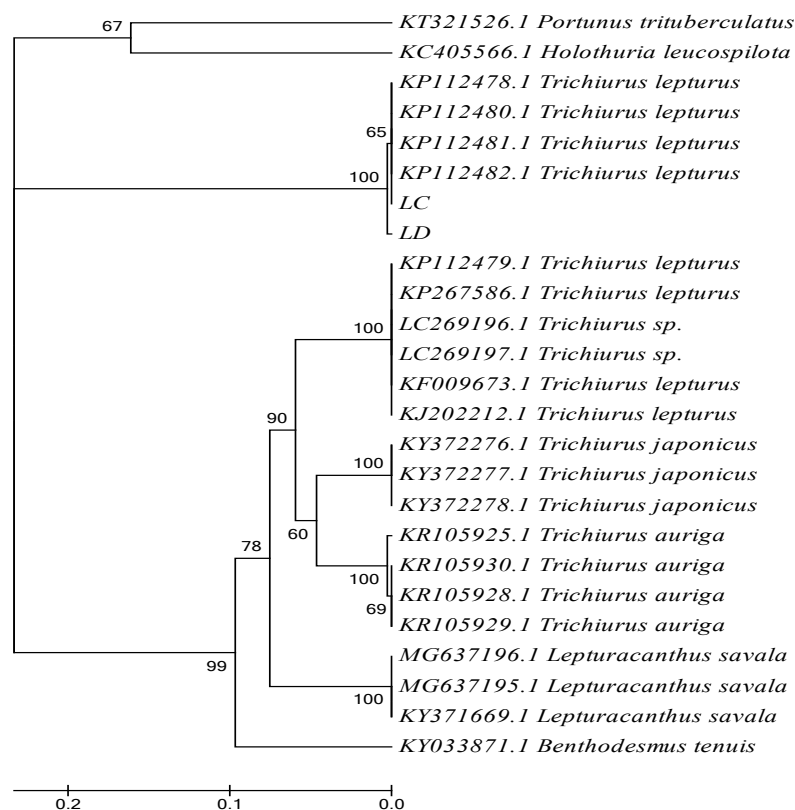 KT321526.1 Portunus trituberculatus
67
KC405566.1 Holothuria leucospilota
KP112478.1 Trichiurus lepturus
KP112480.1 Trichiurus lepturus
65
KP112481.1 Trichiurus lepturus
KP112482.1 Trichiurus lepturus
100
LC
LD
KP112479.1 Trichiurus lepturus
KP267586.1 Trichiurus lepturus
LC269196.1 Trichiurus sp.
100
LC269197.1 Trichiurus sp.
KF009673.1 Trichiurus lepturus
KJ202212.1 Trichiurus lepturus
90
KY372276.1 Trichiurus japonicus
100
KY372277.1 Trichiurus japonicus
KY372278.1 Trichiurus japonicus
60
KR105925.1 Trichiurus auriga
78
KR105930.1 Trichiurus auriga
100
KR105928.1 Trichiurus auriga
69
KR105929.1 Trichiurus auriga
MG637196.1 Lepturacanthus savala
99
MG637195.1 Lepturacanthus savala
100
KY371669.1 Lepturacanthus savala
KY033871.1 Benthodesmus tenuis
0.2 0.1 0.0